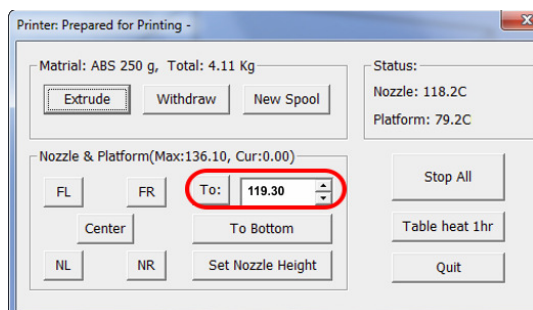 Printer: Prepared for Printing -
Matrial: ABS 250 g, Total: 4.11 Kg
Extrude Withdraw New Spool
Status:
Nozzle: 118.2C
Platform: 79.2C
Nozzle & Platform(Max:136.10, Cur:0.00)
FL FR To: 119.30
Center To Bottom
NL NR Set Nozzle Height
Stop All
Table heat 1hr
Quit